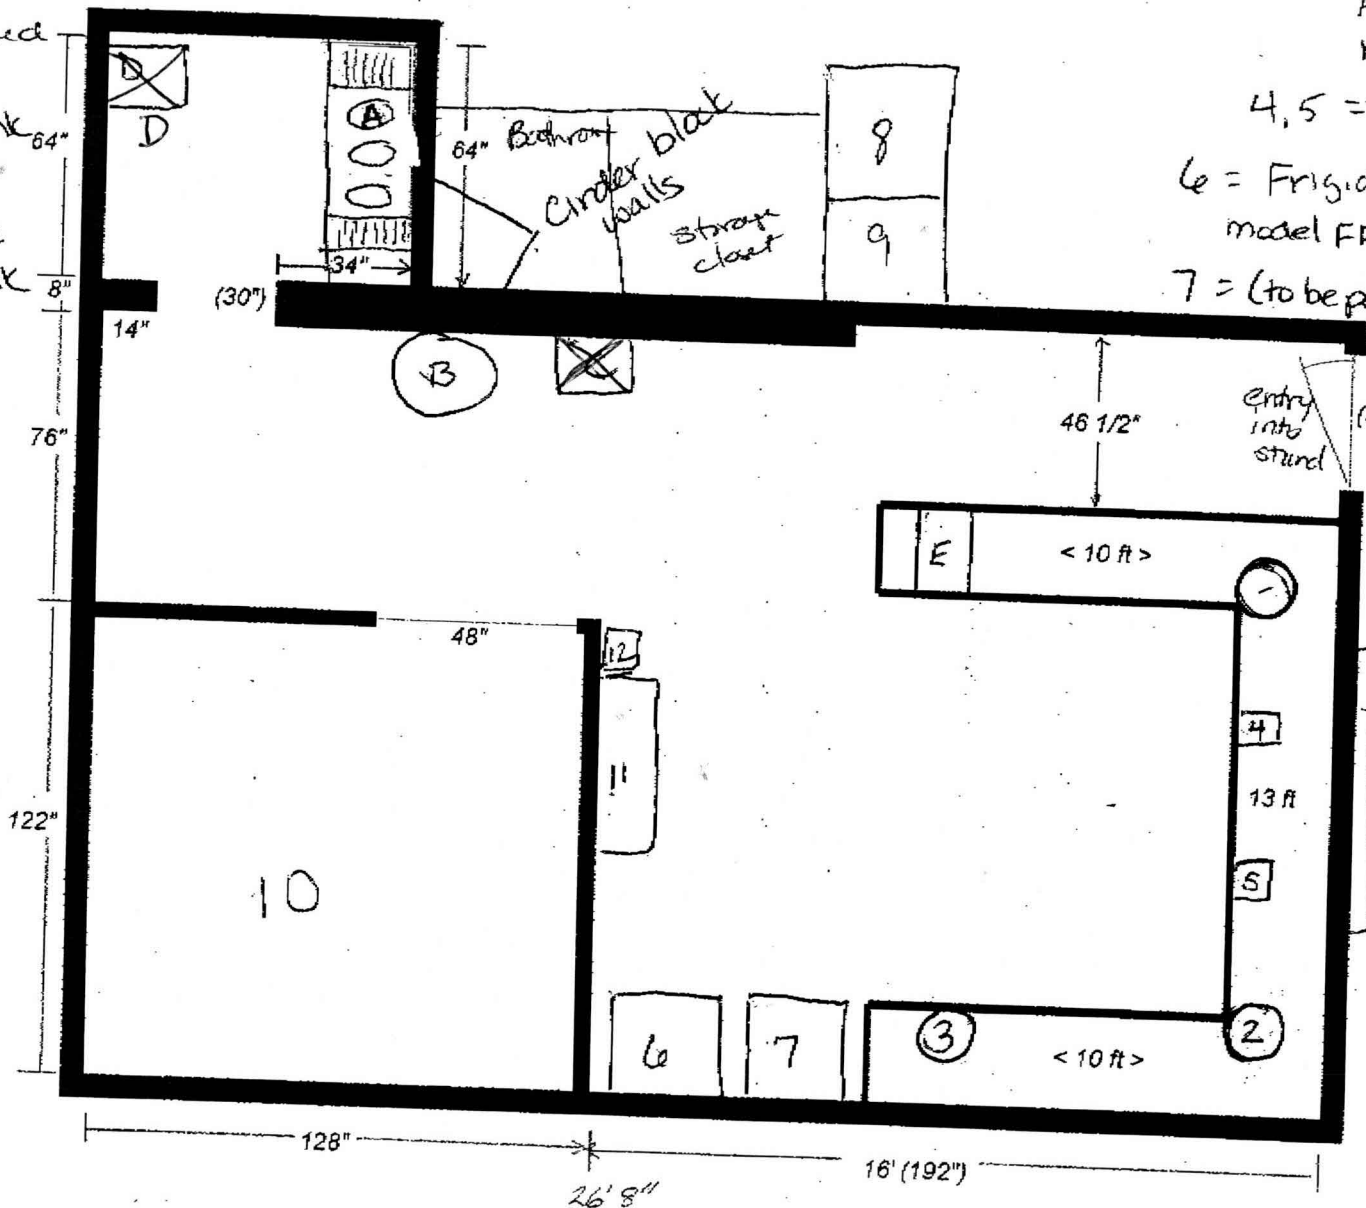 4, 5 =
6 =
model
7 = (to be
D
D
A
64"
64"
Bathroom
Cinder block
walls
storage
closet
8
9
8"
14"
(30")
34"
B
C
76"
46 1/2"
entry
into
stand
E
< 10 ft >
1
48"
12
11
4
13 ft
5
122"
10
6
7
3
< 10 ft >
2
128"
16' (192")
26' 8"